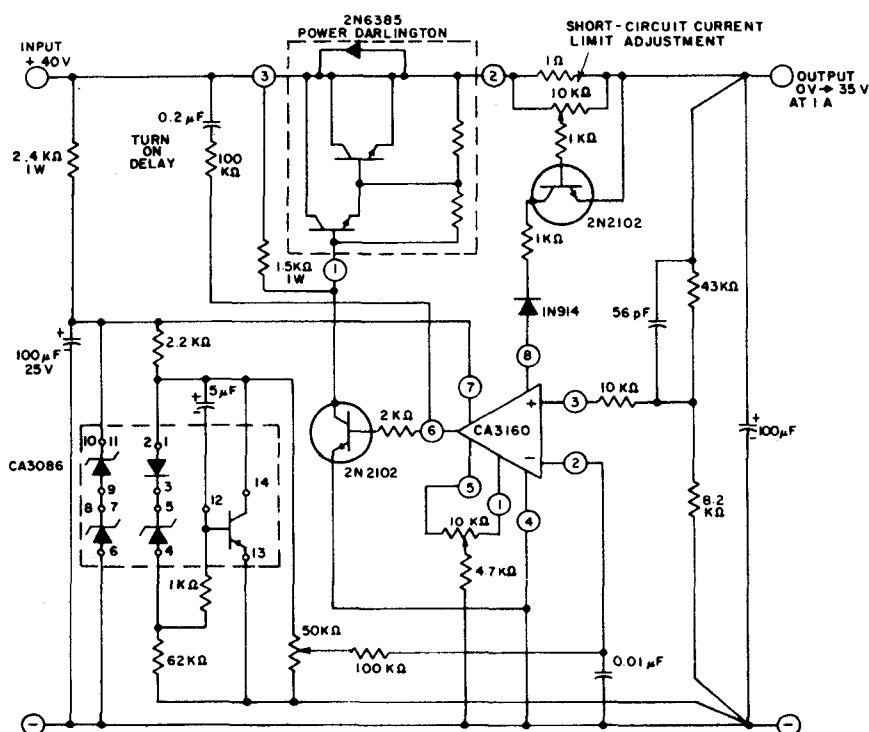 2N6385
POWER DARLINGTON
SHORT-CIRCUIT CURRENT
LIMIT ADJUSTMENT
INPUT
+ 40V
3
2
1Ω
10KΩ
OUTPUT
0V→ 35V
AT 1 A
0.2μF
TURN
ON
DELAY
100
KΩ
2.4KΩ
1W
1KΩ
2N2102
1KΩ
1.5KΩ
1W
1
1N914
56pF
43KΩ
+
100μF
25V
-
2.2KΩ
+
5μF
-
7
8
10KΩ
3
+
CA3160
-
2
6
2KΩ
2N2102
+
100μF
-
CA3086
10
11
2
1
9
3
12
14
8
7
5
6
4
13
5
1
4
10KΩ
4.7KΩ
8.2
KΩ
1KΩ
50KΩ
62KΩ
100KΩ
0.01μF
-
-